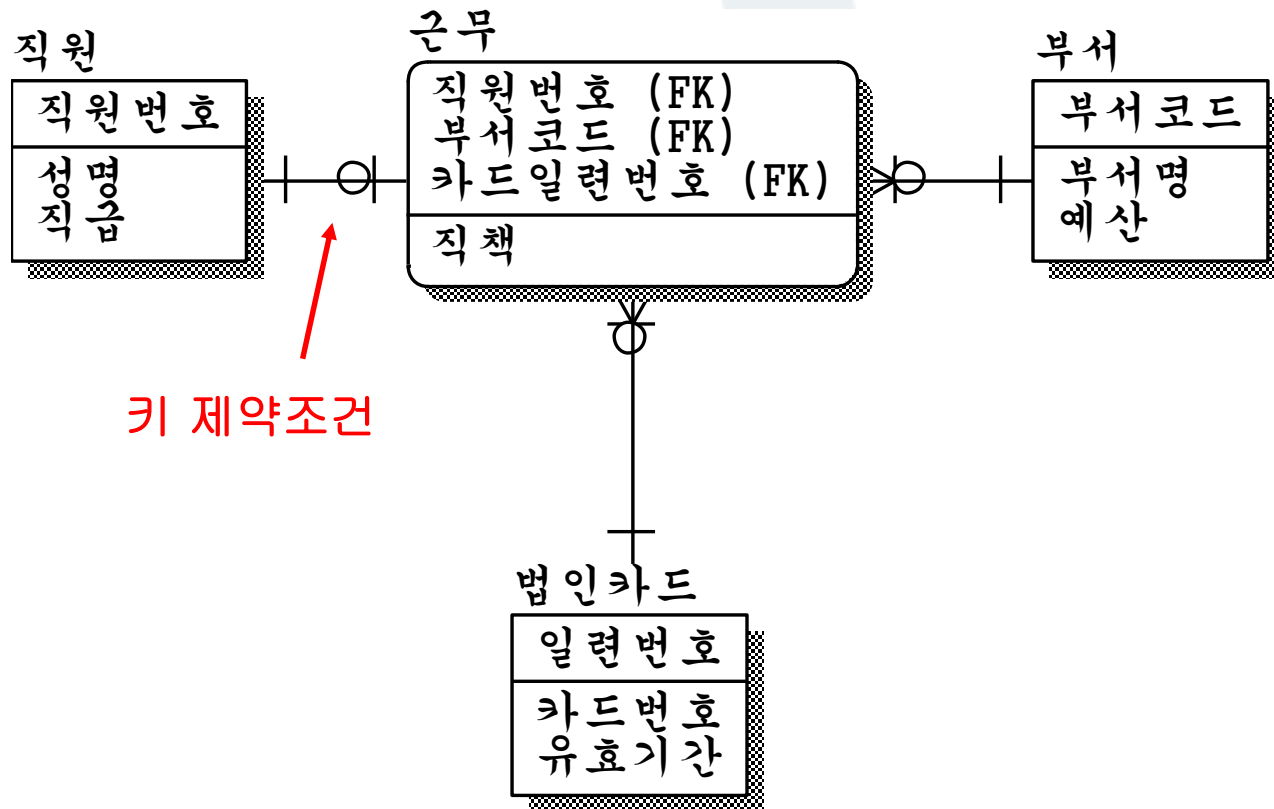 직원
직원번호
성명
직급
근무
직원번호 (FK)
부서코드 (FK)
카드일련번호 (FK)
직책
부서
부서코드
부서명
예산
키 제약조건
법인카드
일련번호
카드번호
유효기간